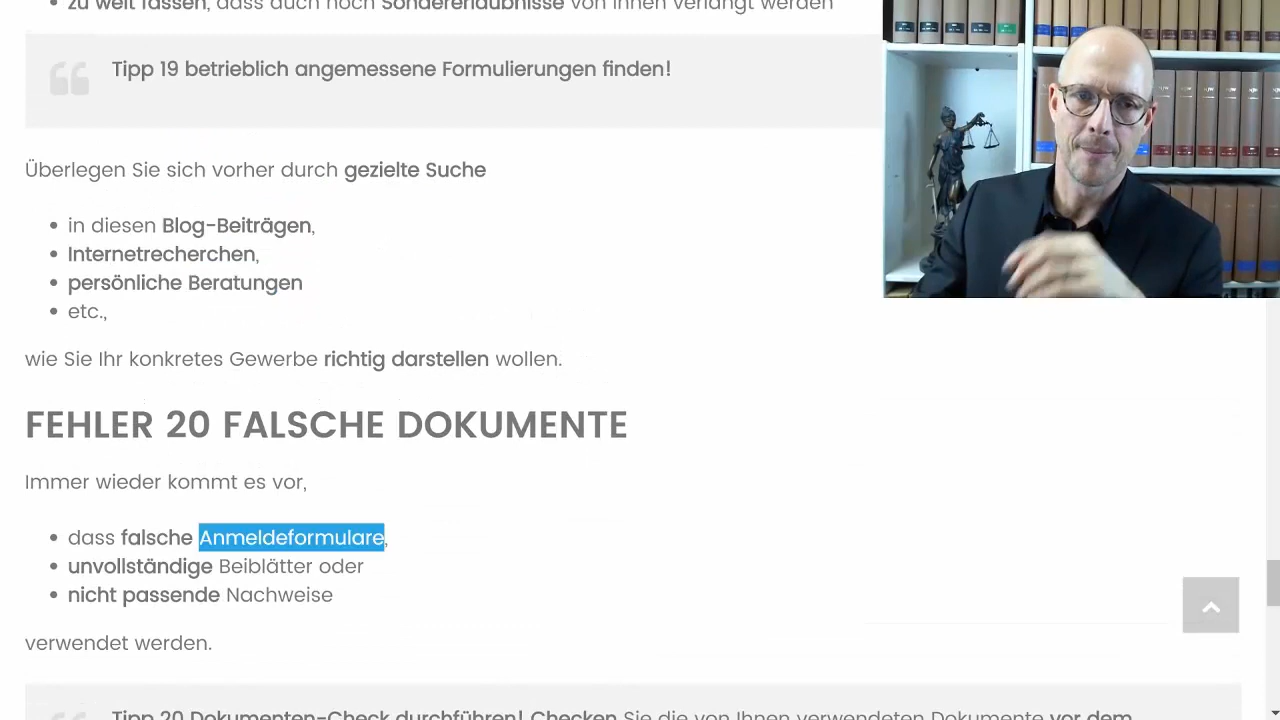 zu weit fassen, dass auch noch Sondererlaubnisse von Ihnen verlangt werden
Tipp 19 betrieblich angemessene Formulierungen finden!
Überlegen Sie sich vorher durch gezielte Suche
in diesen Blog-Beiträgen,
Internetrecherchen,
persönliche Beratungen
etc.,
wie Sie Ihr konkretes Gewerbe richtig darstellen wollen.
FEHLER 20 FALSCHE DOKUMENTE
Immer wieder kommt es vor,
dass falsche Anmeldeformulare,
unvollständige Beiblätter oder
nicht passende Nachweise
verwendet werden.
Tipp 20 Dokumenten-Check durchführen! Checken Sie die von Ihnen verwendeten Dokumente vor dem